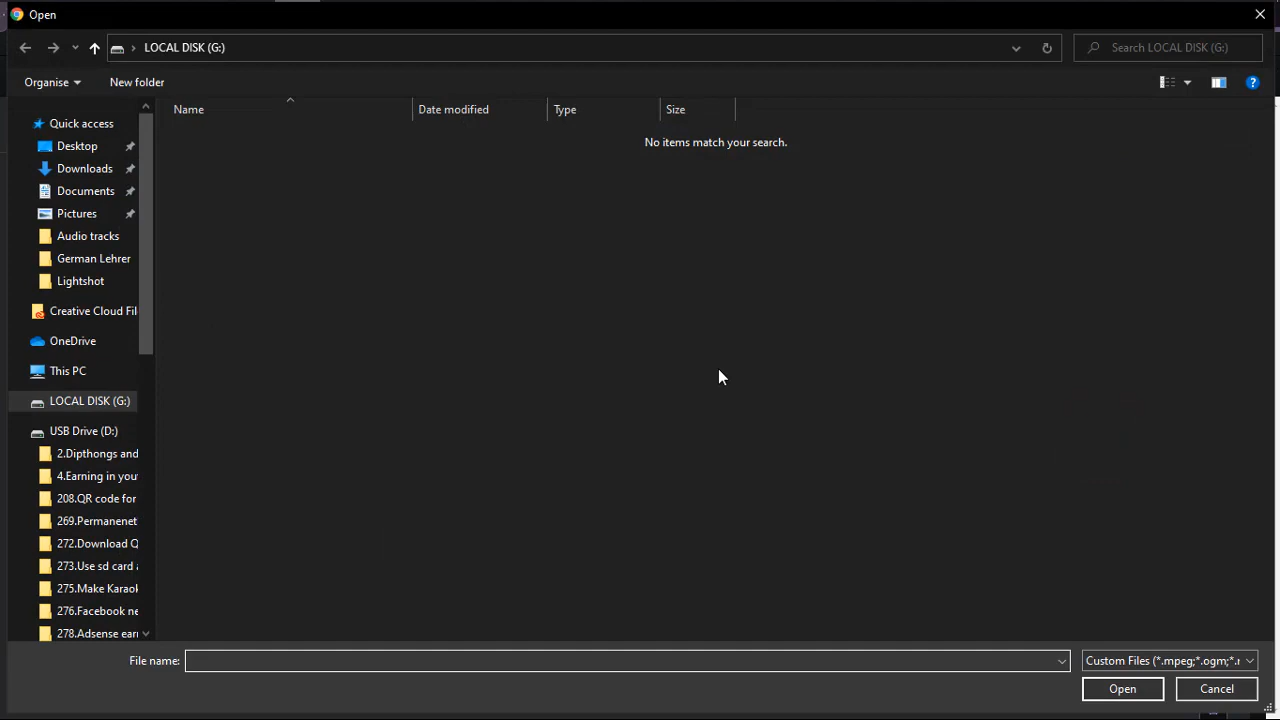 Open
LOCAL DISK (G:)
Search LOCAL DISK (G:)
Organise
New folder
Name
Date modified
Type
Size
No items match your search.
Quick access
Desktop
Downloads
Documents
Pictures
Audio tracks
German Lehrer
Lightshot
Creative Cloud Fil
OneDrive
This PC
LOCAL DISK (G:)
USB Drive (D:)
2.Dipthongs and
4.Earning in you
208.QR code for
269.Permanenet
272.Download Q
273.Use sd card a
275.Make Karaok
276.Facebook ne
278.Adsense earn
File name:
Custom Files (*.mpeg;*.ogm;*.r
Open
Cancel